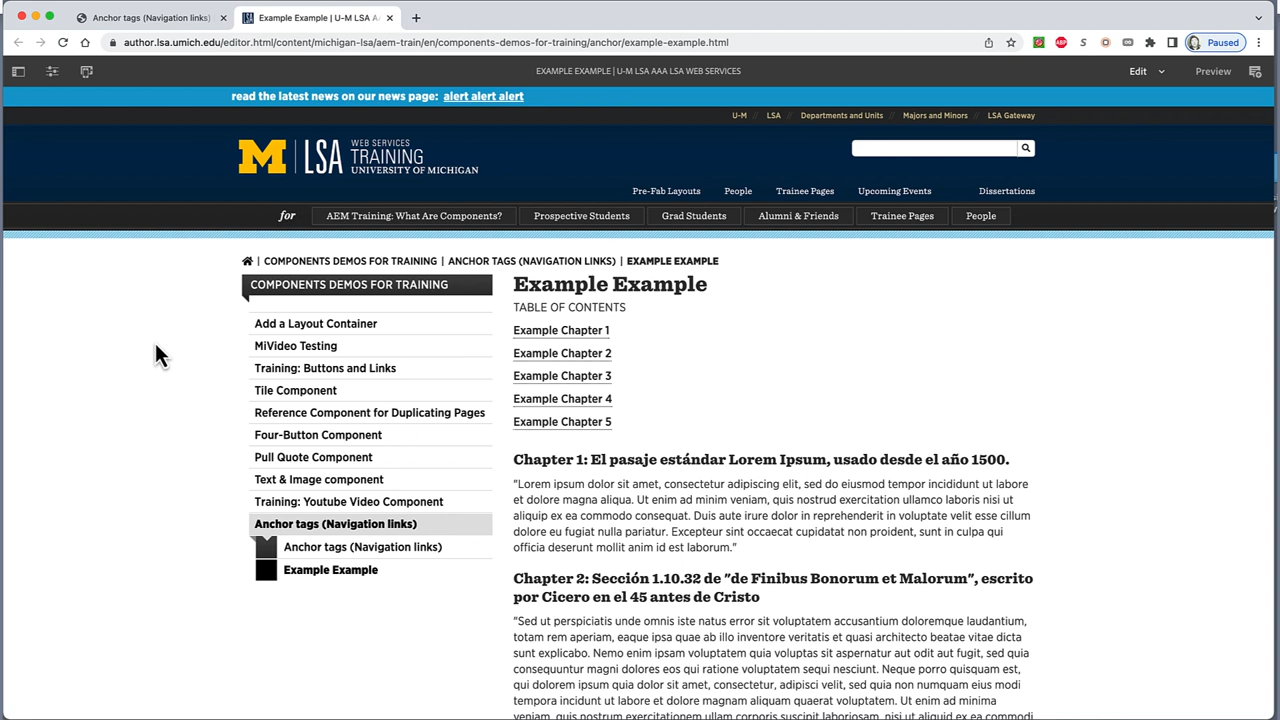 Anchor tags (Navigation links)
Example Example | U-M LSA A
author.lsa.umich.edu/editor.html/content/michigan-lsa/aem-train/en/components-demos-for-training/anchor/example-example.html
ABP
S
Paused
EXAMPLE EXAMPLE | U-M LSA AAA LSA WEB SERVICES
Edit
Preview
read the latest news on our news page: alert alert alert
U-M // LSA // Departments and Units // Majors and Minors // LSA Gateway
M | LSA
WEB SERVICES
TRAINING
UNIVERSITY OF MICHIGAN
Pre-Fab Layouts People Trainee Pages Upcoming Events Dissertations
for AEM Training: What Are Components? Prospective Students Grad Students Alumni & Friends Trainee Pages People
| COMPONENTS DEMOS FOR TRAINING | ANCHOR TAGS (NAVIGATION LINKS) | EXAMPLE EXAMPLE
COMPONENTS DEMOS FOR TRAINING
Add a Layout Container
MiVideo Testing
Training: Buttons and Links
Tile Component
Reference Component for Duplicating Pages
Four-Button Component
Pull Quote Component
Text & Image component
Training: Youtube Video Component
Anchor tags (Navigation links)
Anchor tags (Navigation links)
Example Example
Example Example
TABLE OF CONTENTS
Example Chapter 1
Example Chapter 2
Example Chapter 3
Example Chapter 4
Example Chapter 5
Chapter 1: El pasaje estándar Lorem Ipsum, usado desde el año 1500.
"Lorem ipsum dolor sit amet, consectetur adipiscing elit, sed do eiusmod tempor incididunt ut labore
et dolore magna aliqua. Ut enim ad minim veniam, quis nostrud exercitation ullamco laboris nisi ut
aliquip ex ea commodo consequat. Duis aute irure dolor in reprehenderit in voluptate velit esse cillum
dolore eu fugiat nulla pariatur. Excepteur sint occaecat cupidatat non proident, sunt in culpa qui
officia deserunt mollit anim id est laborum."
Chapter 2: Sección 1.10.32 de "de Finibus Bonorum et Malorum", escrito
por Cicero en el 45 antes de Cristo
"Sed ut perspiciatis unde omnis iste natus error sit voluptatem accusantium doloremque laudantium,
totam rem aperiam, eaque ipsa quae ab illo inventore veritatis et quasi architecto beatae vitae dicta
sunt explicabo. Nemo enim ipsam voluptatem quia voluptas sit aspernatur aut odit aut fugit, sed quia
consequuntur magni dolores eos qui ratione voluptatem sequi nesciunt. Neque porro quisquam est,
qui dolorem ipsum quia dolor sit amet, consectetur, adipisci velit, sed quia non numquam eius modi
tempora incidunt ut labore et dolore magnam aliquam quaerat voluptatem. Ut enim ad minima
veniam, quis nostrum exercitationem ullam corporis suscipit laboriosam, nisi ut aliquid ex ea commodi